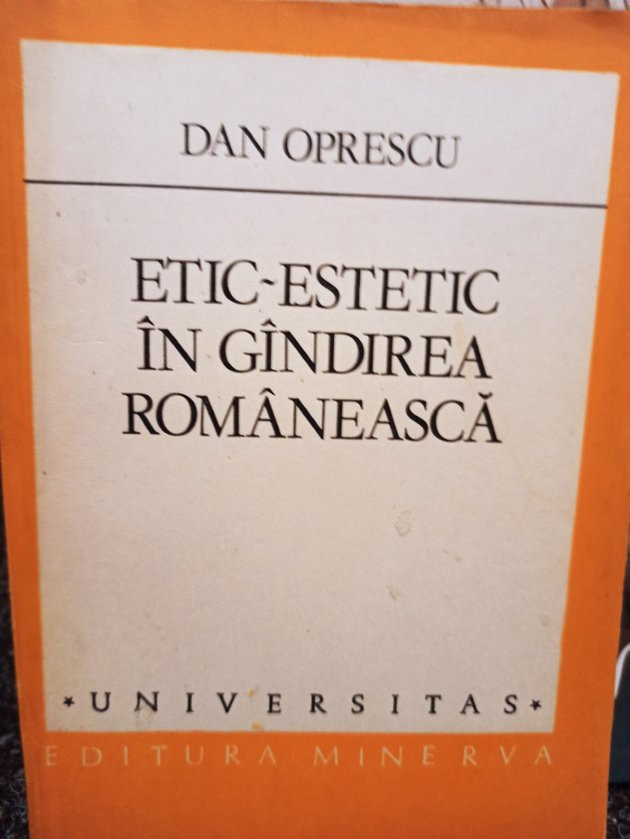 DAN OPRESCU
ETIC-ESTETIC
ÎN GÎNDIREA
ROMÂNEASCĂ
* UNIVERSITAS *
EDITURA MINERVA